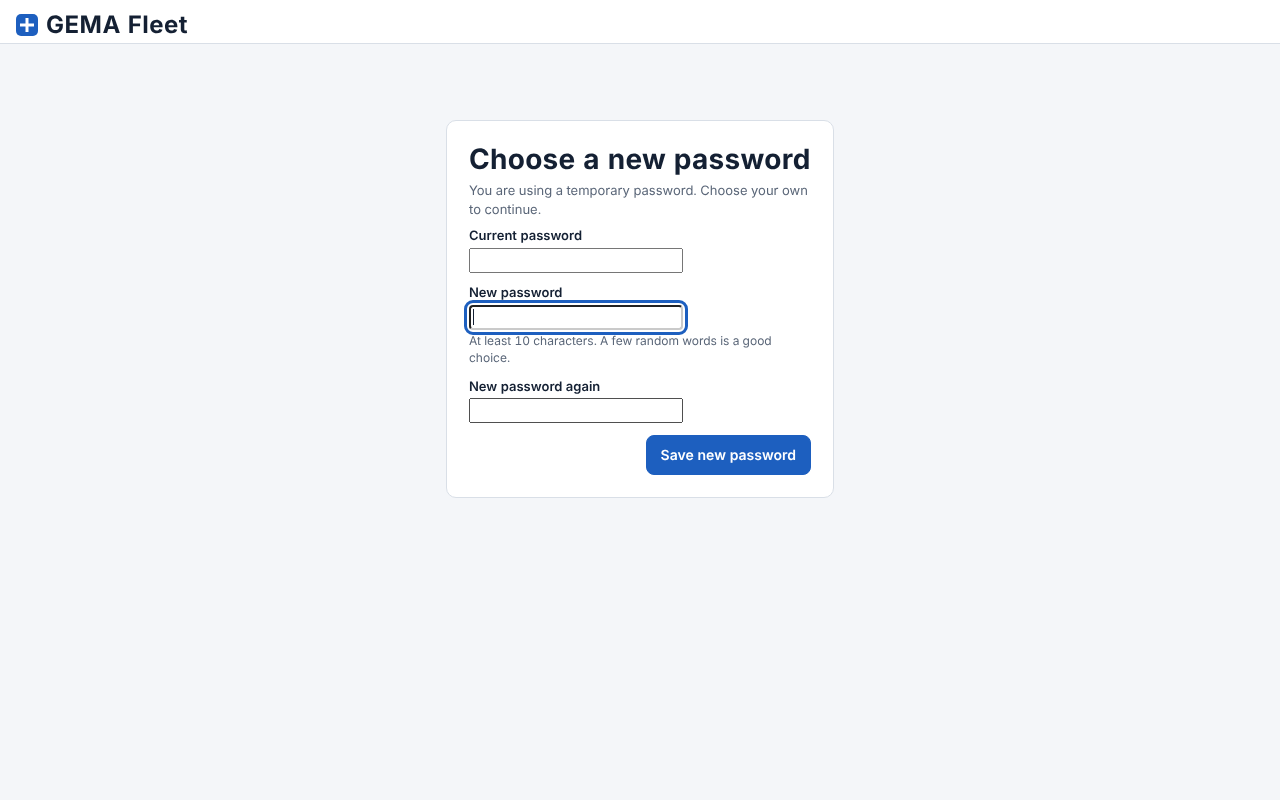 GEMA Fleet
Choose a new password
You are using a temporary password. Choose your own
to continue.
Current password
New password
At least 10 characters. A few random words is a good
choice.
New password again
Save new password